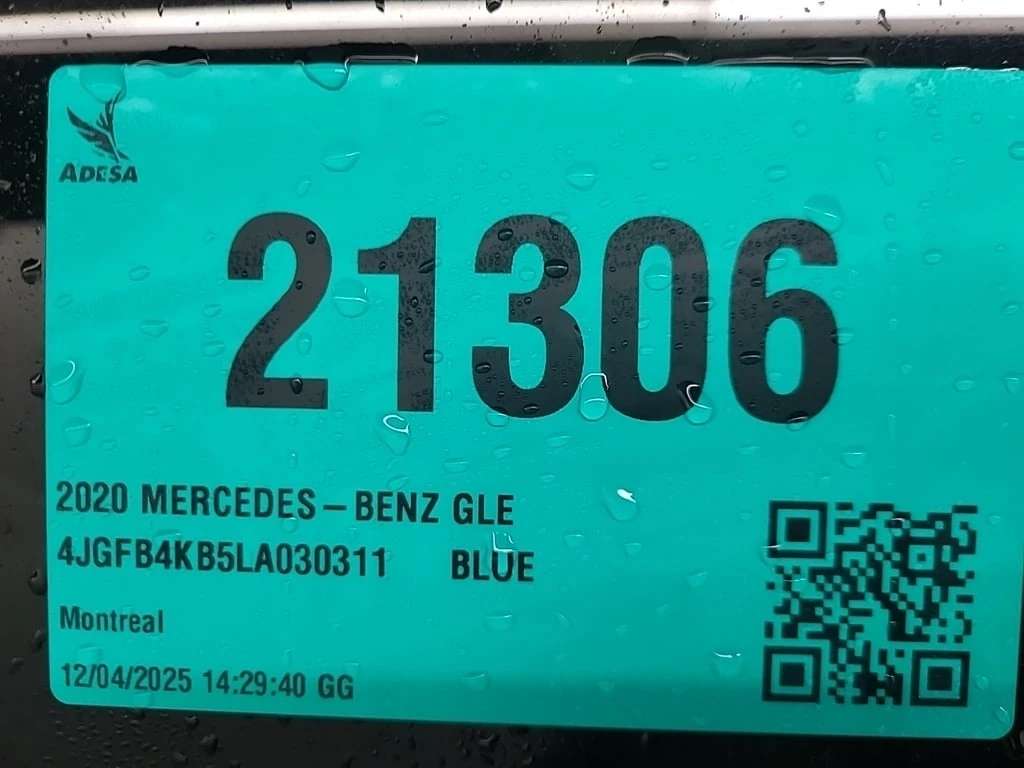 ADESA
21306
2020 MERCEDES-BENZ GLE
4JGFB4KB5LA030311 BLUE
Montreal
12/04/2025 14:29:40 GG